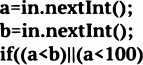 a=in.nextInt();
b=in.nextInt();
if((a<b)||(a<100)